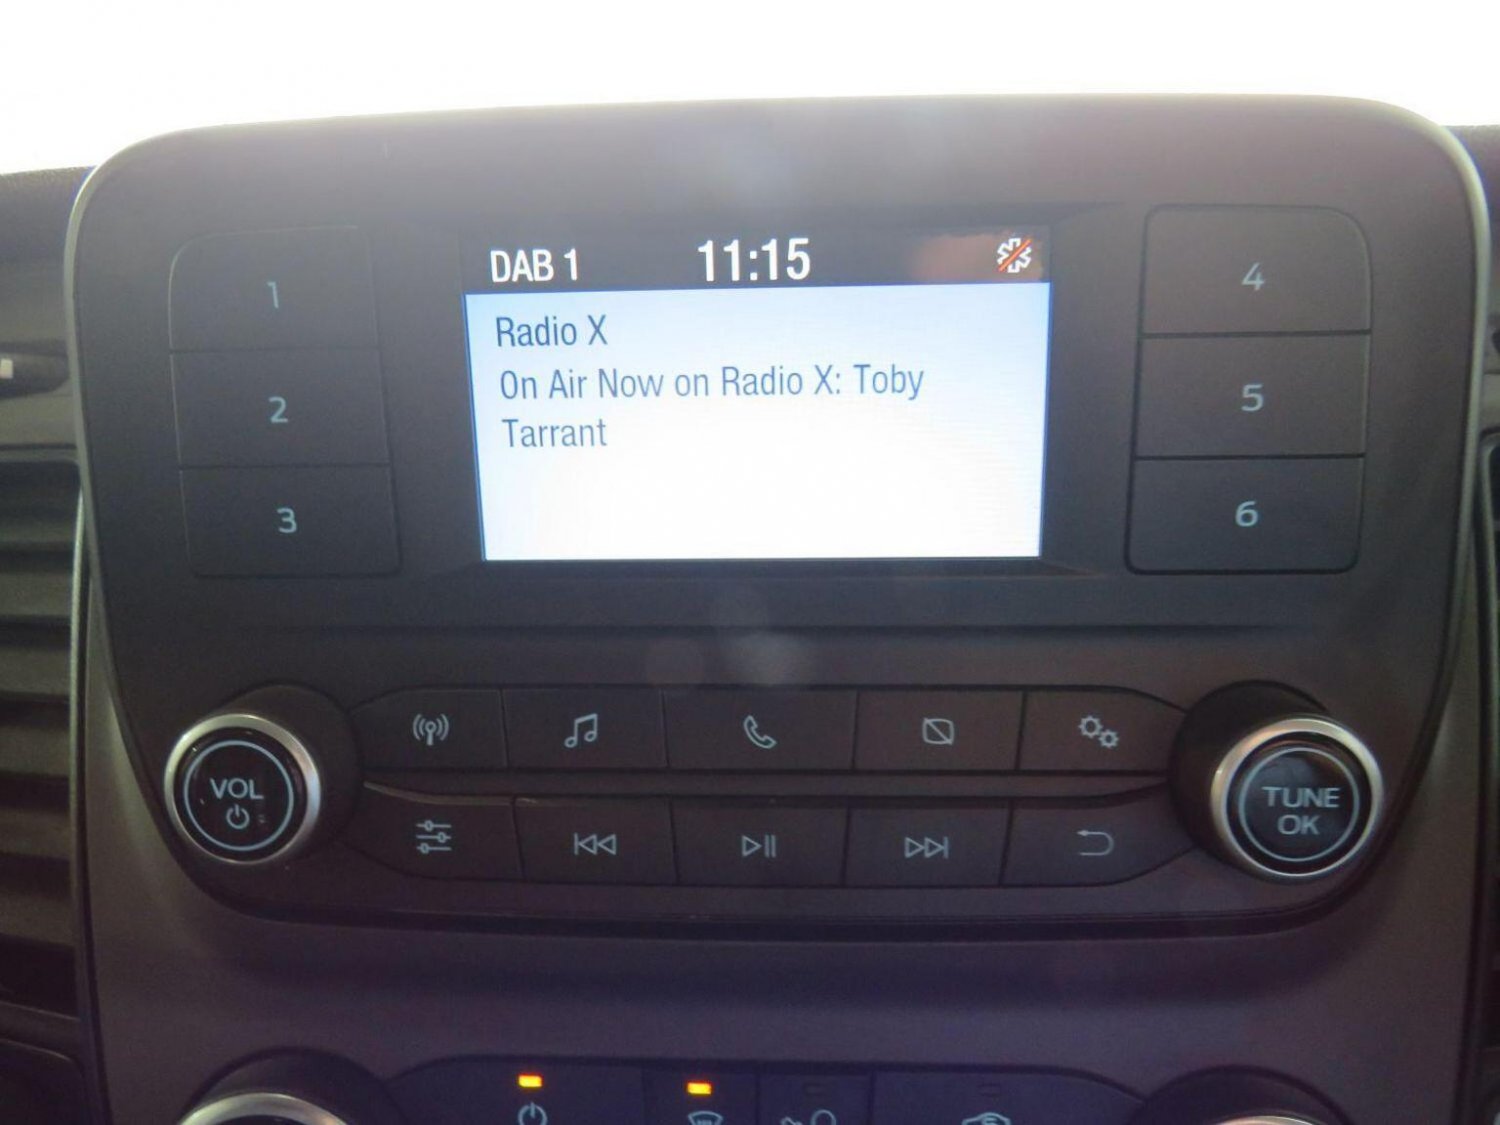 DAB 1 11:15
Radio X
On Air Now on Radio X: Toby
Tarrant
1
2
3
4
5
6
VOL
TUNE
OK